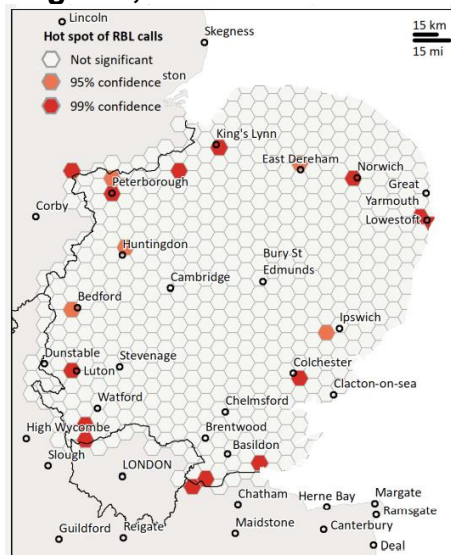 Lincoln
Skegness
15 km
15 mi
Hot spot of RBL calls
Not significant
95% confidence
ston
99% confidence
King's Lynn
East Dereham
Norwich
Peterborough
Great
Yarmouth
Corby
Lowestoft
Huntingdon
Bury St
Edmunds
Cambridge
Bedford
Ipswich
Dunstable
Stevenage
Luton
Colchester
Clacton-on-sea
Watford
Chelmsford
High Wycombe
Brentwood
Basildon
Slough
LONDON
Chatham
Herne Bay
Margate
Ramsgate
Guildford
Reigate
Maidstone
Canterbury
Deal